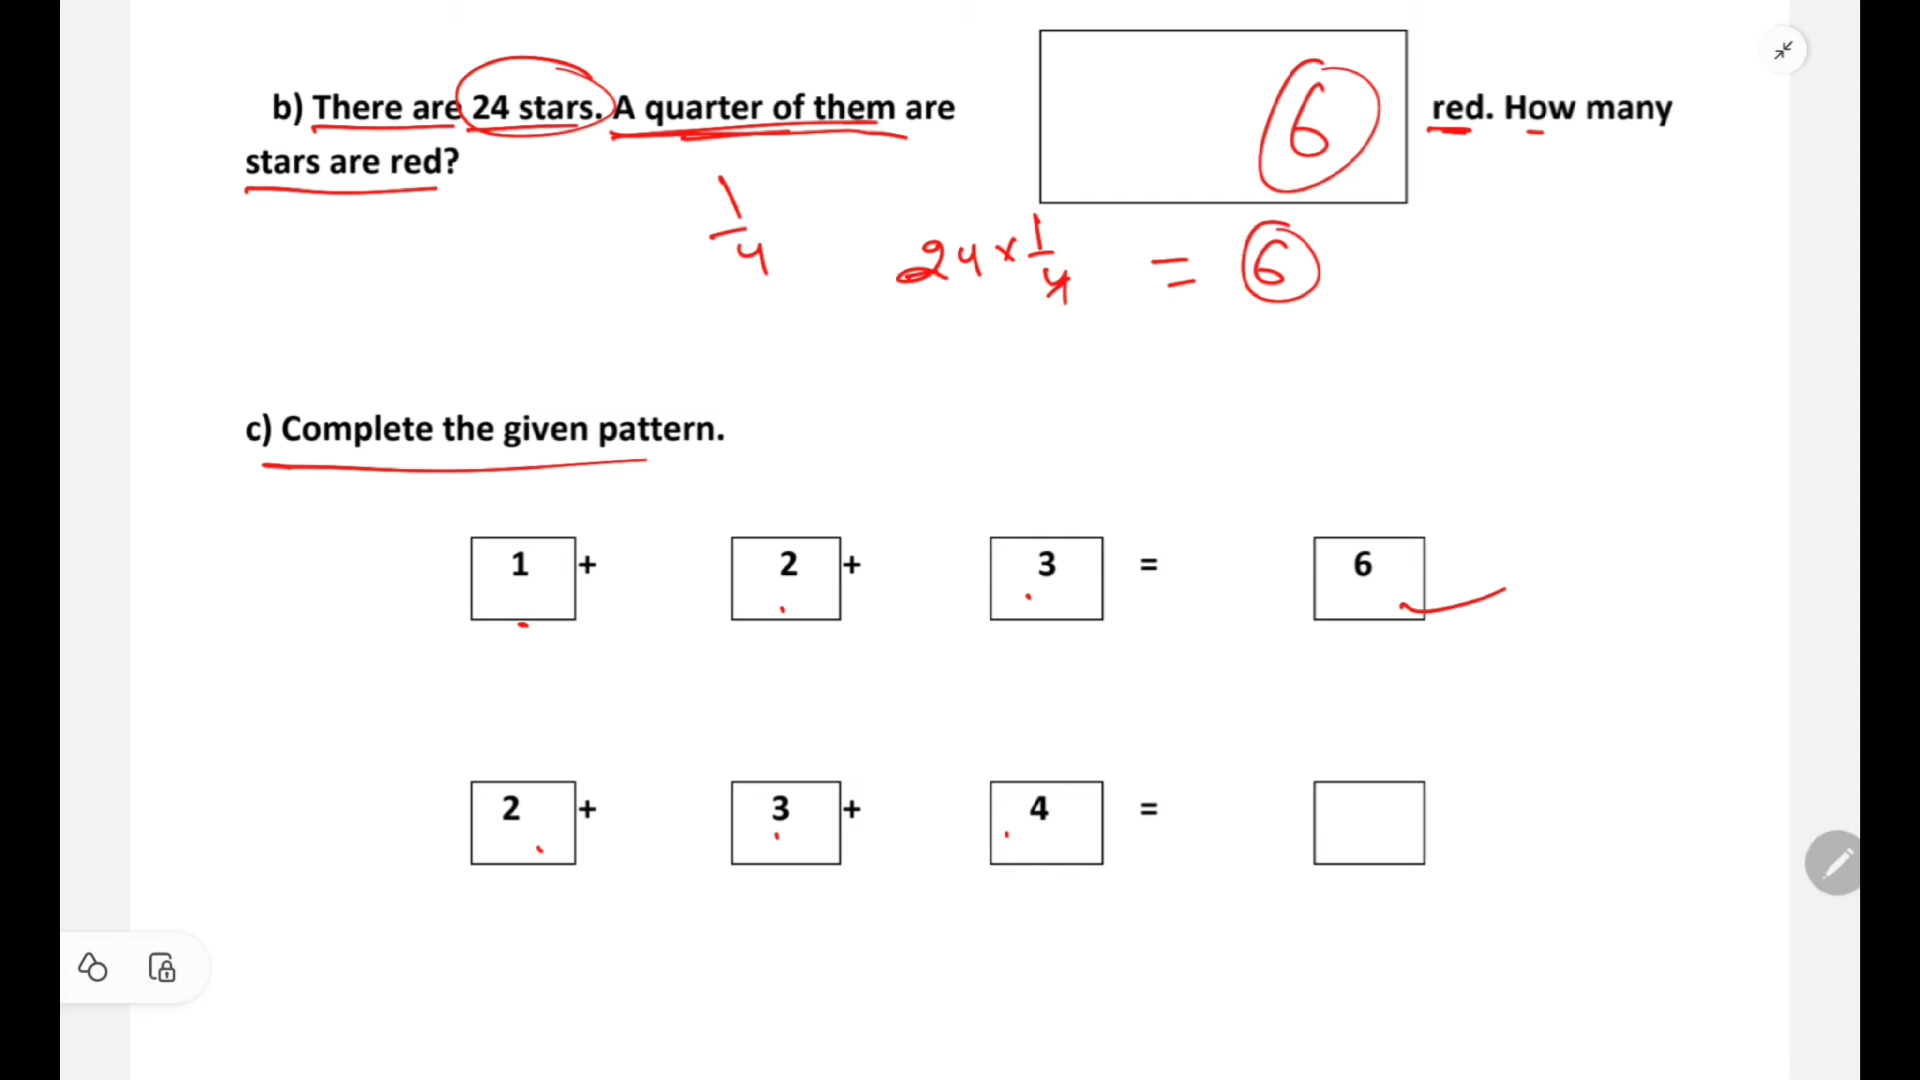 b) There are 24 stars. A quarter of them are 6 red. How many
stars are red?
1/4
24 × 1/4 = 6
c) Complete the given pattern.
1 + 2 + 3 = 6
2 + 3 + 4 =